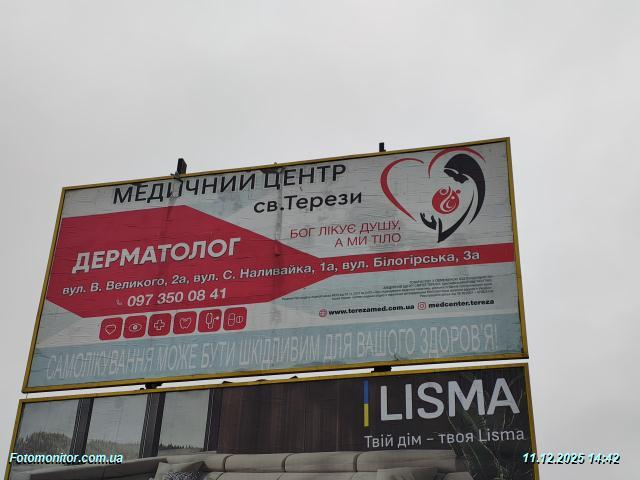 МЕДИЧНИЙ ЦЕНТР
св.Терези
БОГ ЛІКУЄ ДУШУ,
А МИ ТІЛО
ДЕРМАТОЛОГ
вул. В. Великого, 2а, вул. С. Наливайка, 1а, вул. Білогірська, 3а
097 350 08 41
www.terezamed.com.ua medcenter.tereza
САМОЛІКУВАННЯ МОЖЕ БУТИ ШКІДЛИВИМ ДЛЯ ВАШОГО ЗДОРОВ'Я!
LISMA
Твій дім – твоя Lisma
Fotomonitor.com.ua
11.12.2025 14:42